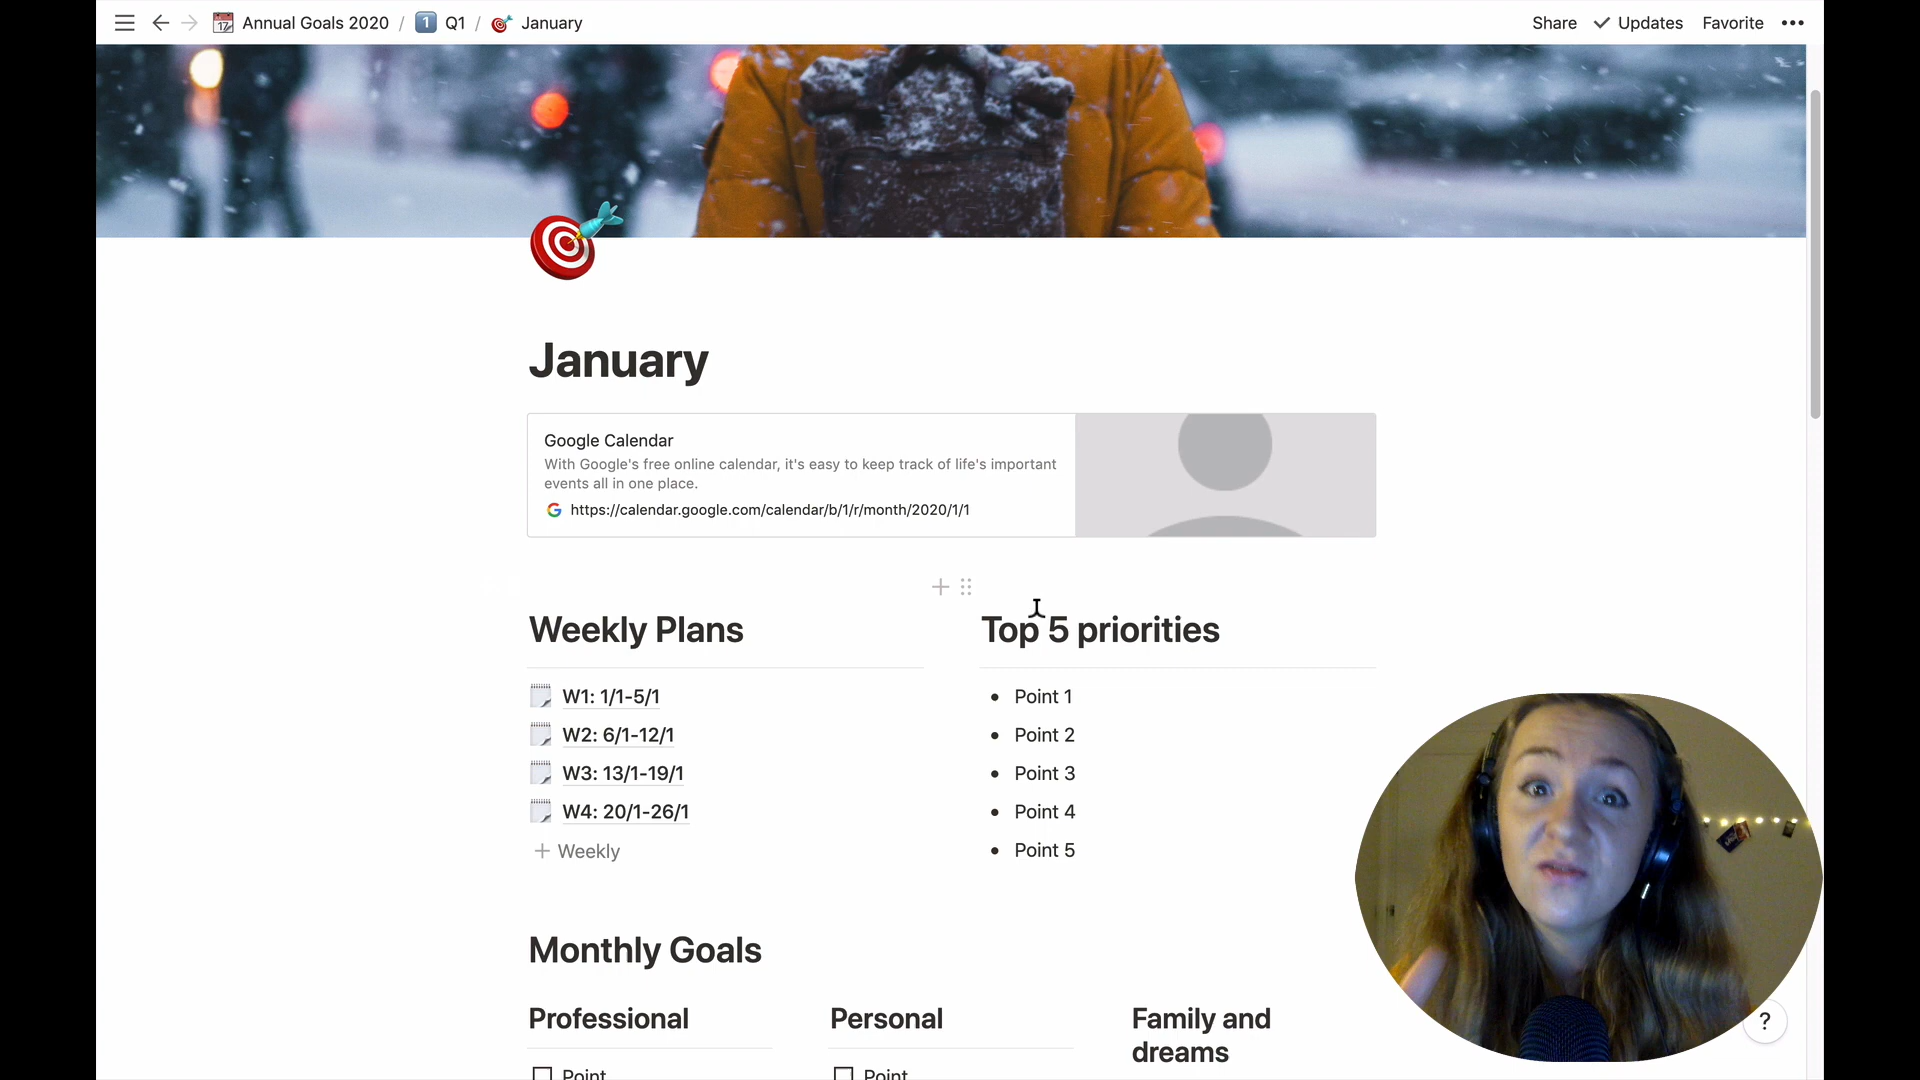 Annual Goals 2020 / 1 Q1 / January
Share Updates Favorite •••
January
Google Calendar
With Google's free online calendar, it's easy to keep track of life's important
events all in one place.
https://calendar.google.com/calendar/b/1/r/month/2020/1/1
Weekly Plans
W1: 1/1-5/1
W2: 6/1-12/1
W3: 13/1-19/1
W4: 20/1-26/1
+ Weekly
Top 5 priorities
• Point 1
• Point 2
• Point 3
• Point 4
• Point 5
Monthly Goals
Professional
Point
Personal
Point
Family and
dreams
?